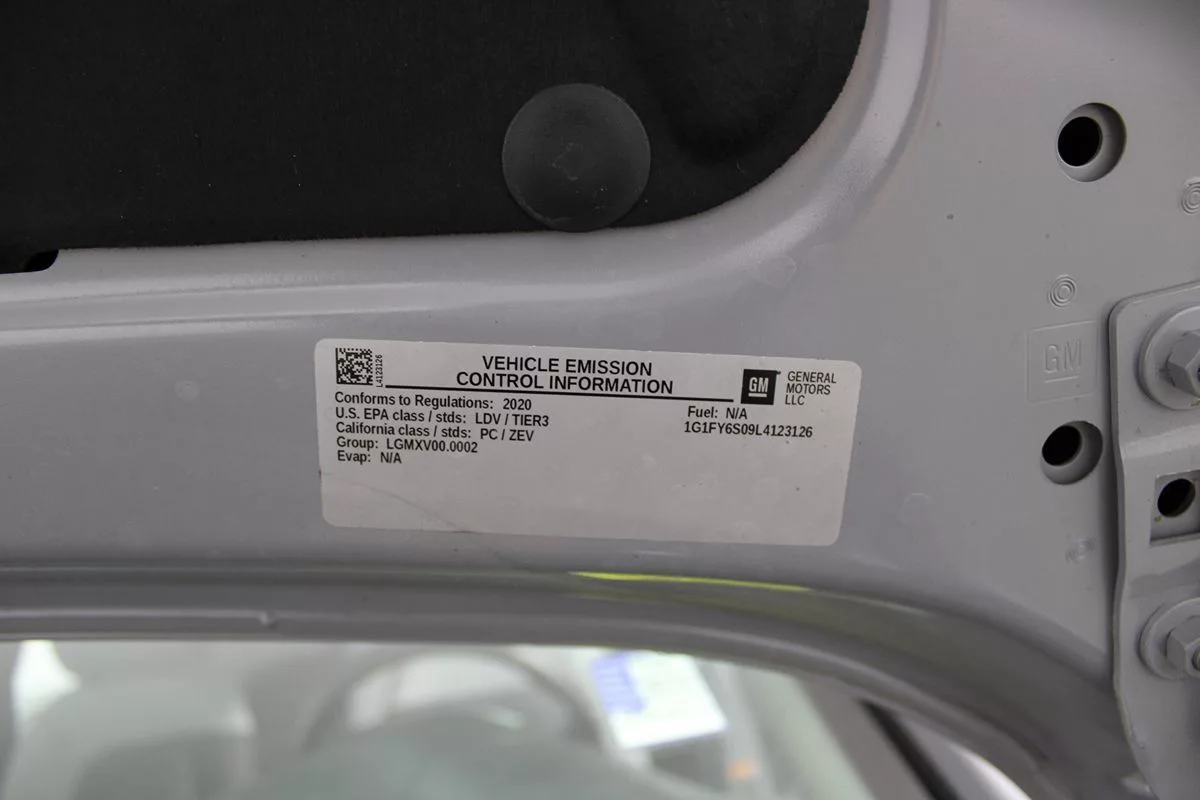 L4123126
VEHICLE EMISSION
CONTROL INFORMATION
GM
GENERAL
MOTORS
LLC
Conforms to Regulations: 2020
U.S. EPA class / stds: LDV / TIER3
California class / stds: PC / ZEV
Group: LGMXV00.0002
Evap: N/A
Fuel: N/A
1G1FY6S09L4123126
GM